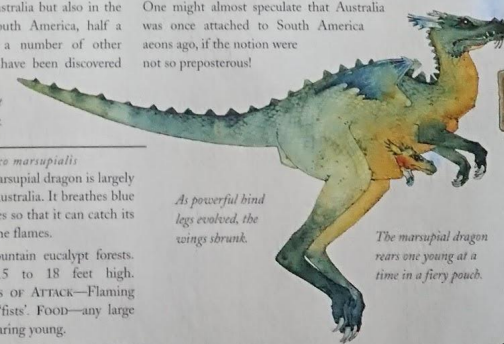 stralia but also in the
outh America, half a
a number of other
have been discovered
One might almost speculate that Australia
was once attached to South America
aeons ago, if the notion were
not so preposterous!
marsupialis
arsupial dragon is largely
ustralia. It breathes blue
es so that it can catch its
ne flames.
ountain eucalypt forests.
5 to 18 feet high.
S OF ATTACK—Flaming
'fists'. FOOD—any large
aring young.
As powerful hind
legs evolved, the
wings shrunk.
The marsupial dragon
rears one young at a
time in a fiery pouch.